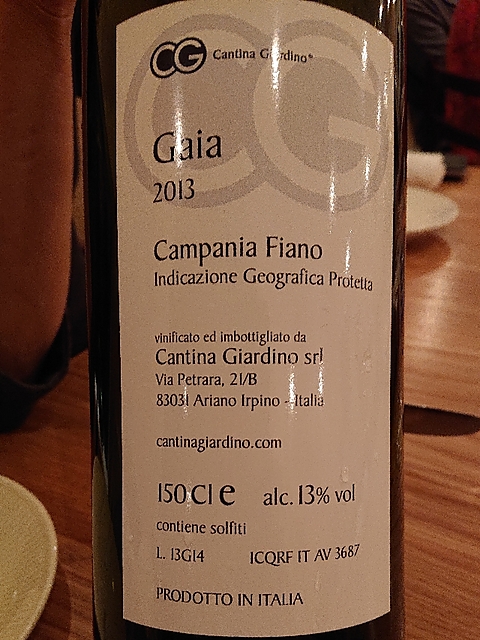 CG Cantina Giardino®
Gaia
2013
Campania Fiano
Indicazione Geografica Protetta
vinificato ed imbottigliato da
Cantina Giardino srl
Via Petrara, 21/B
83031 Ariano Irpino - Italia
cantinagiardino.com
150 Cl e alc. 13% vol
contiene solfiti
L. 13G14 ICQRF IT AV 3687
PRODOTTO IN ITALIA